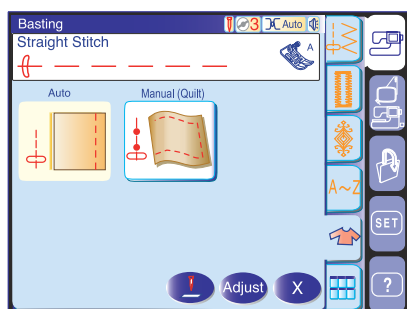 Basting
3 Auto
Straight Stitch
A
Auto
Manual (Quilt)
A~Z
SET
Adjust X
?